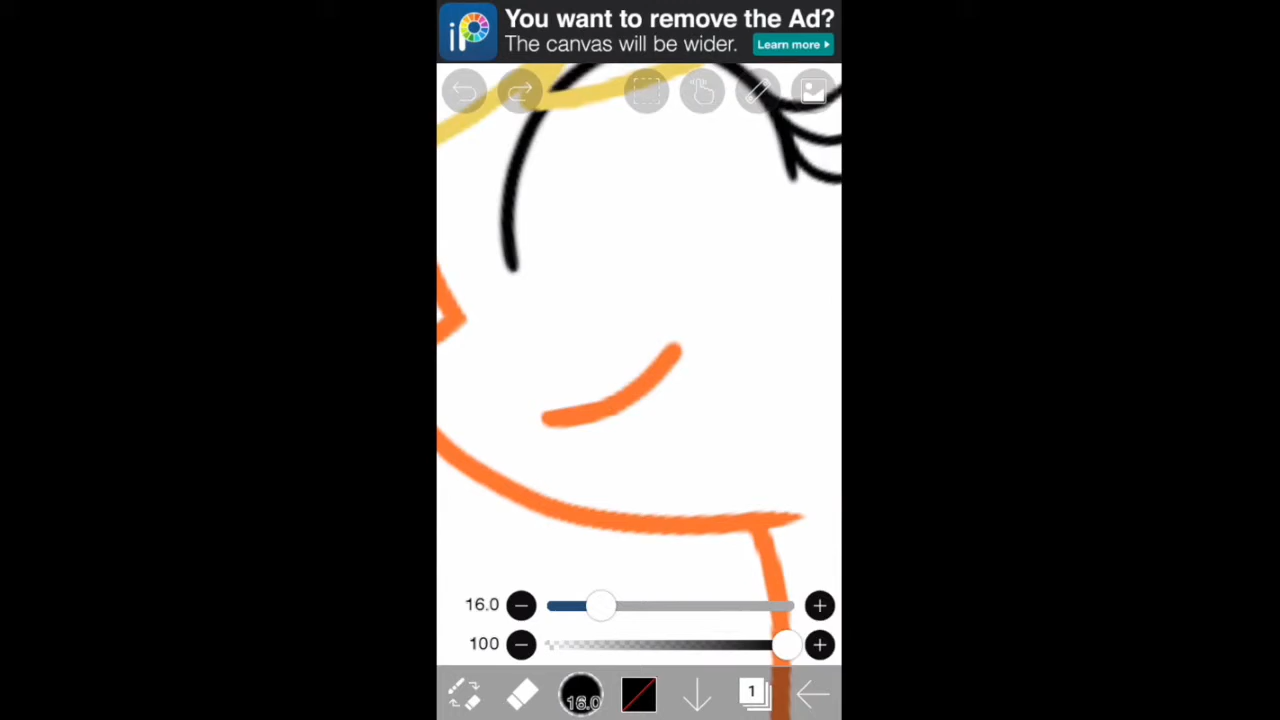 iP
You want to remove the Ad?
The canvas will be wider.
Learn more
16.0
100
16.0
1